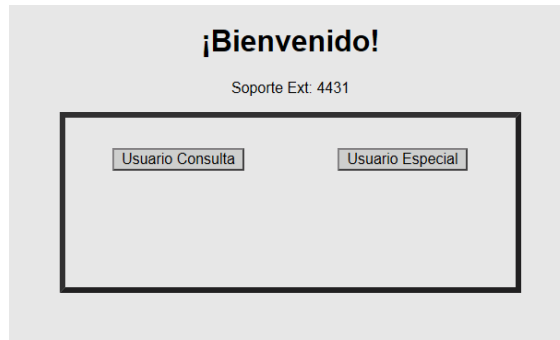 ¡Bienvenido!
Soporte Ext: 4431
Usuario Consulta Usuario Especial